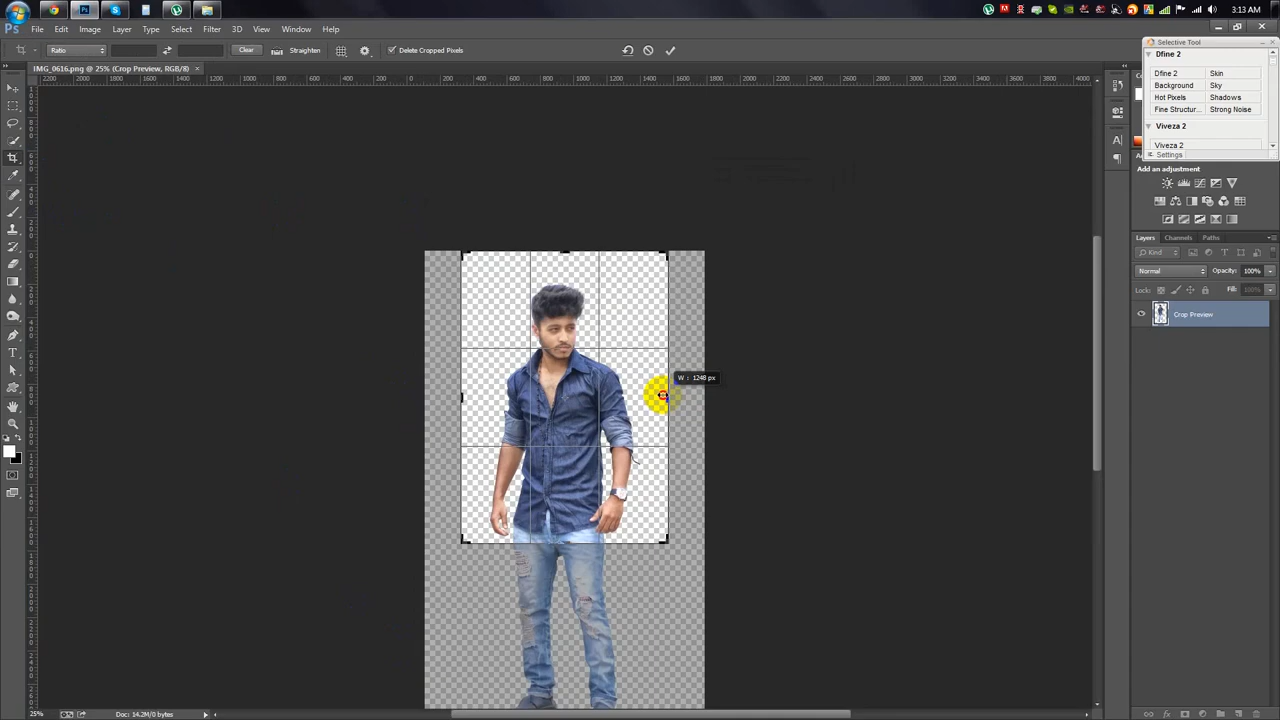 3:13 AM
Ps File Edit Image Layer Type Select Filter 3D View Window Help
Ratio Clear Straighten Delete Cropped Pixels
Selective Tool
IMG_0616.png @ 25% (Crop Preview, RGB/8) ×
Dfine 2
Dfine 2 Skin
Background Sky
Hot Pixels Shadows
Fine Structur... Strong Noise
Viveza 2
Viveza 2
Settings
Add an adjustment
Layers Channels Paths
Kind
Normal Opacity: 100%
Lock: Fill: 100%
Crop Preview
W : 1248 px
25% Doc: 14.2M/0 bytes